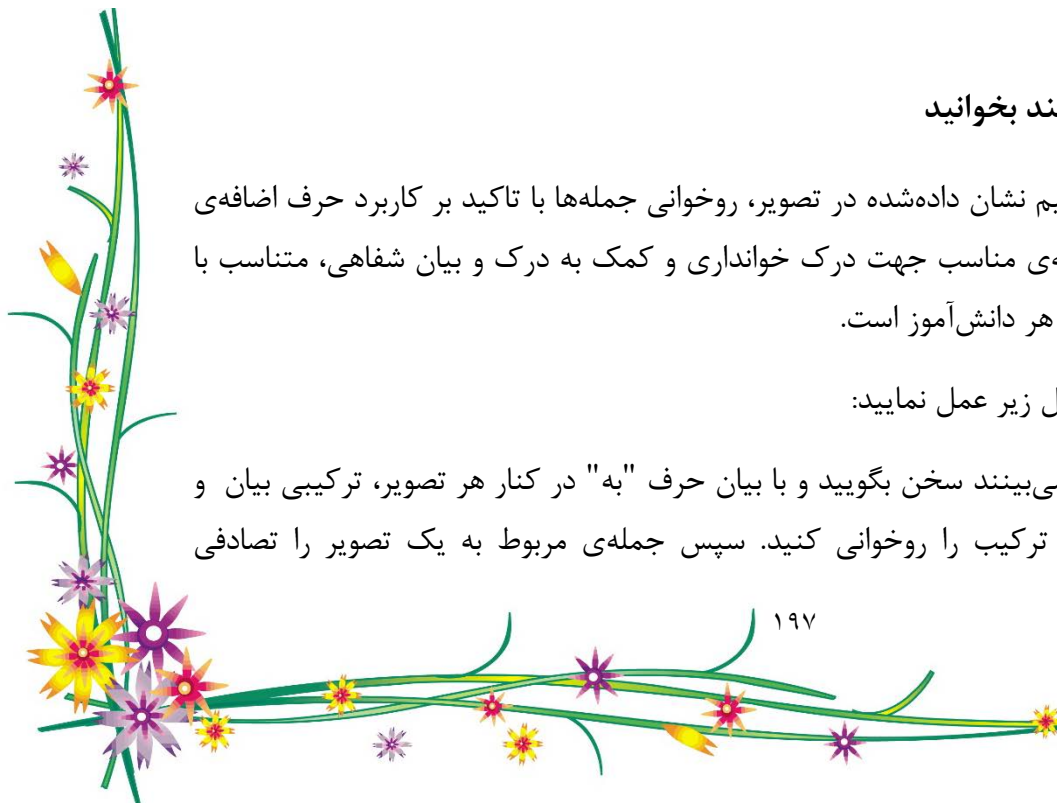 ند بخوانید
یم نشان داده‌شده در تصویر، روخوانی جمله‌ها با تاکید بر کاربرد حرف اضافه‌ی
ه‌ی مناسب جهت درک خوانداری و کمک به درک و بیان شفاهی، متناسب با
هر دانش‌آموز است.
ل زیر عمل نمایید:
ی‌بینند سخن بگویید و با بیان حرف "به" در کنار هر تصویر، ترکیبی بیان و
ترکیب را روخوانی کنید. سپس جمله‌ی مربوط به یک تصویر را تصادفی
۱۹۷